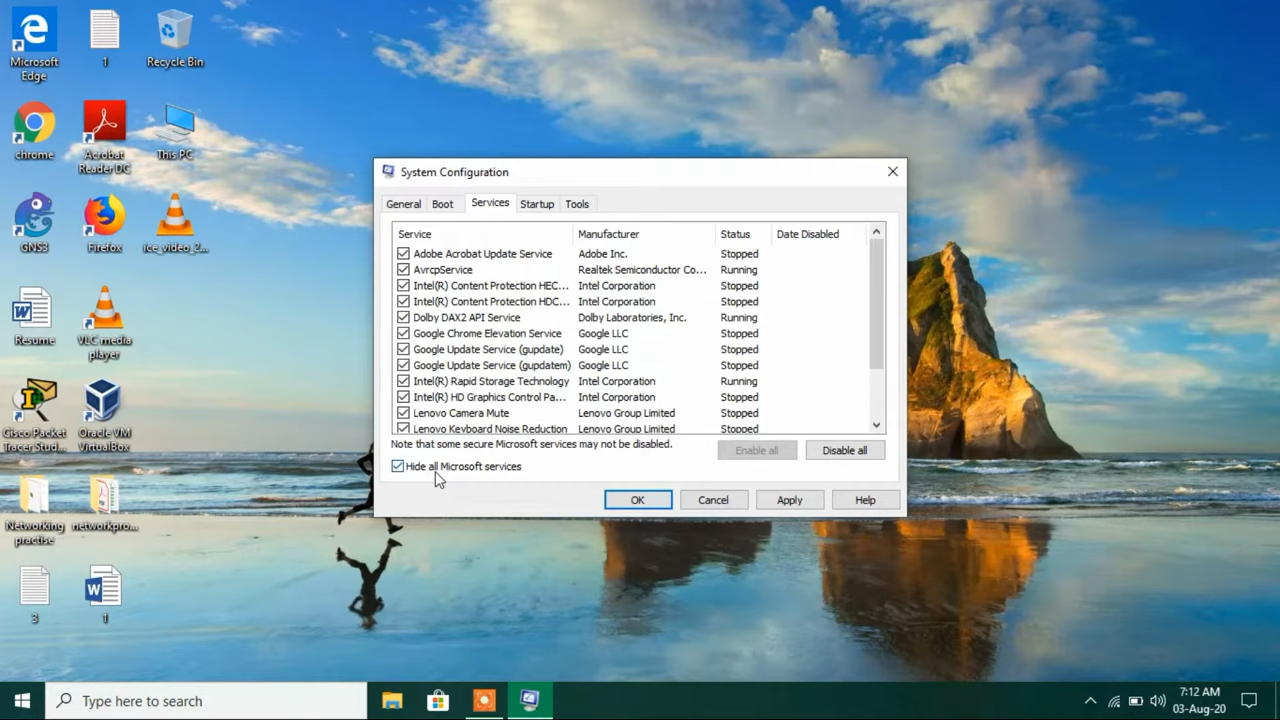 Microsoft
Edge
1
Recycle Bin
chrome
Acrobat
Reader DC
This PC
GNS3
Firefox
ice_video_2...
Resume
VLC media
player
Cisco Packet
Tracer Stud...
Oracle VM
VirtualBox
Networking
practise
networkpro...
3
1
System Configuration
General Boot Services Startup Tools
Service Manufacturer Status Date Disabled
Adobe Acrobat Update Service Adobe Inc. Stopped
AvrcpService Realtek Semiconductor Co... Running
Intel(R) Content Protection HEC... Intel Corporation Stopped
Intel(R) Content Protection HDC... Intel Corporation Stopped
Dolby DAX2 API Service Dolby Laboratories, Inc. Running
Google Chrome Elevation Service Google LLC Stopped
Google Update Service (gupdate) Google LLC Stopped
Google Update Service (gupdatem) Google LLC Stopped
Intel(R) Rapid Storage Technology Intel Corporation Running
Intel(R) HD Graphics Control Pa... Intel Corporation Stopped
Lenovo Camera Mute Lenovo Group Limited Stopped
Lenovo Keyboard Noise Reduction Lenovo Group Limited Stopped
Note that some secure Microsoft services may not be disabled.
Enable all Disable all
Hide all Microsoft services
OK Cancel Apply Help
Type here to search
7:12 AM
03-Aug-20